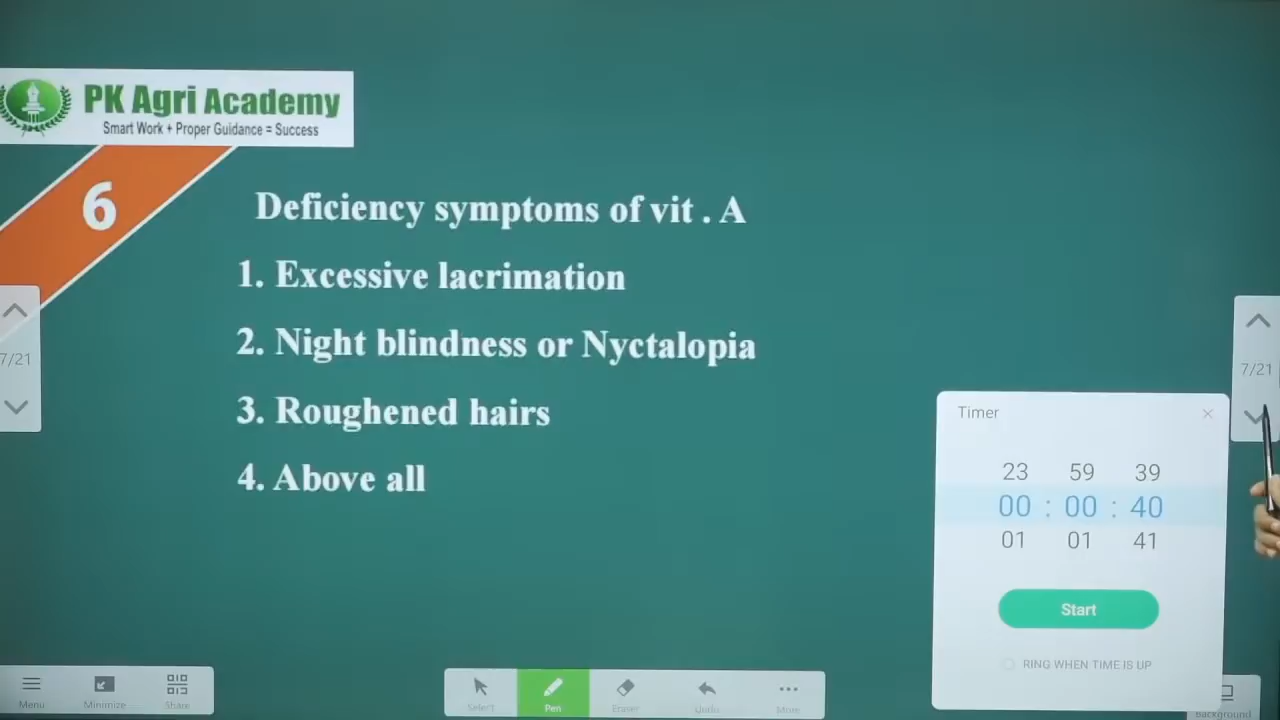 PK Agri Academy
Smart Work + Proper Guidance = Success
6
Deficiency symptoms of vit . A
1. Excessive lacrimation
2. Night blindness or Nyctalopia
3. Roughened hairs
4. Above all
7/21
7/21
Timer
23 59 39
00 : 00 : 40
01 01 41
Start
RING WHEN TIME IS UP
Menu
Minimize
Share
Select
Pen
Eraser
Undo
More
Background